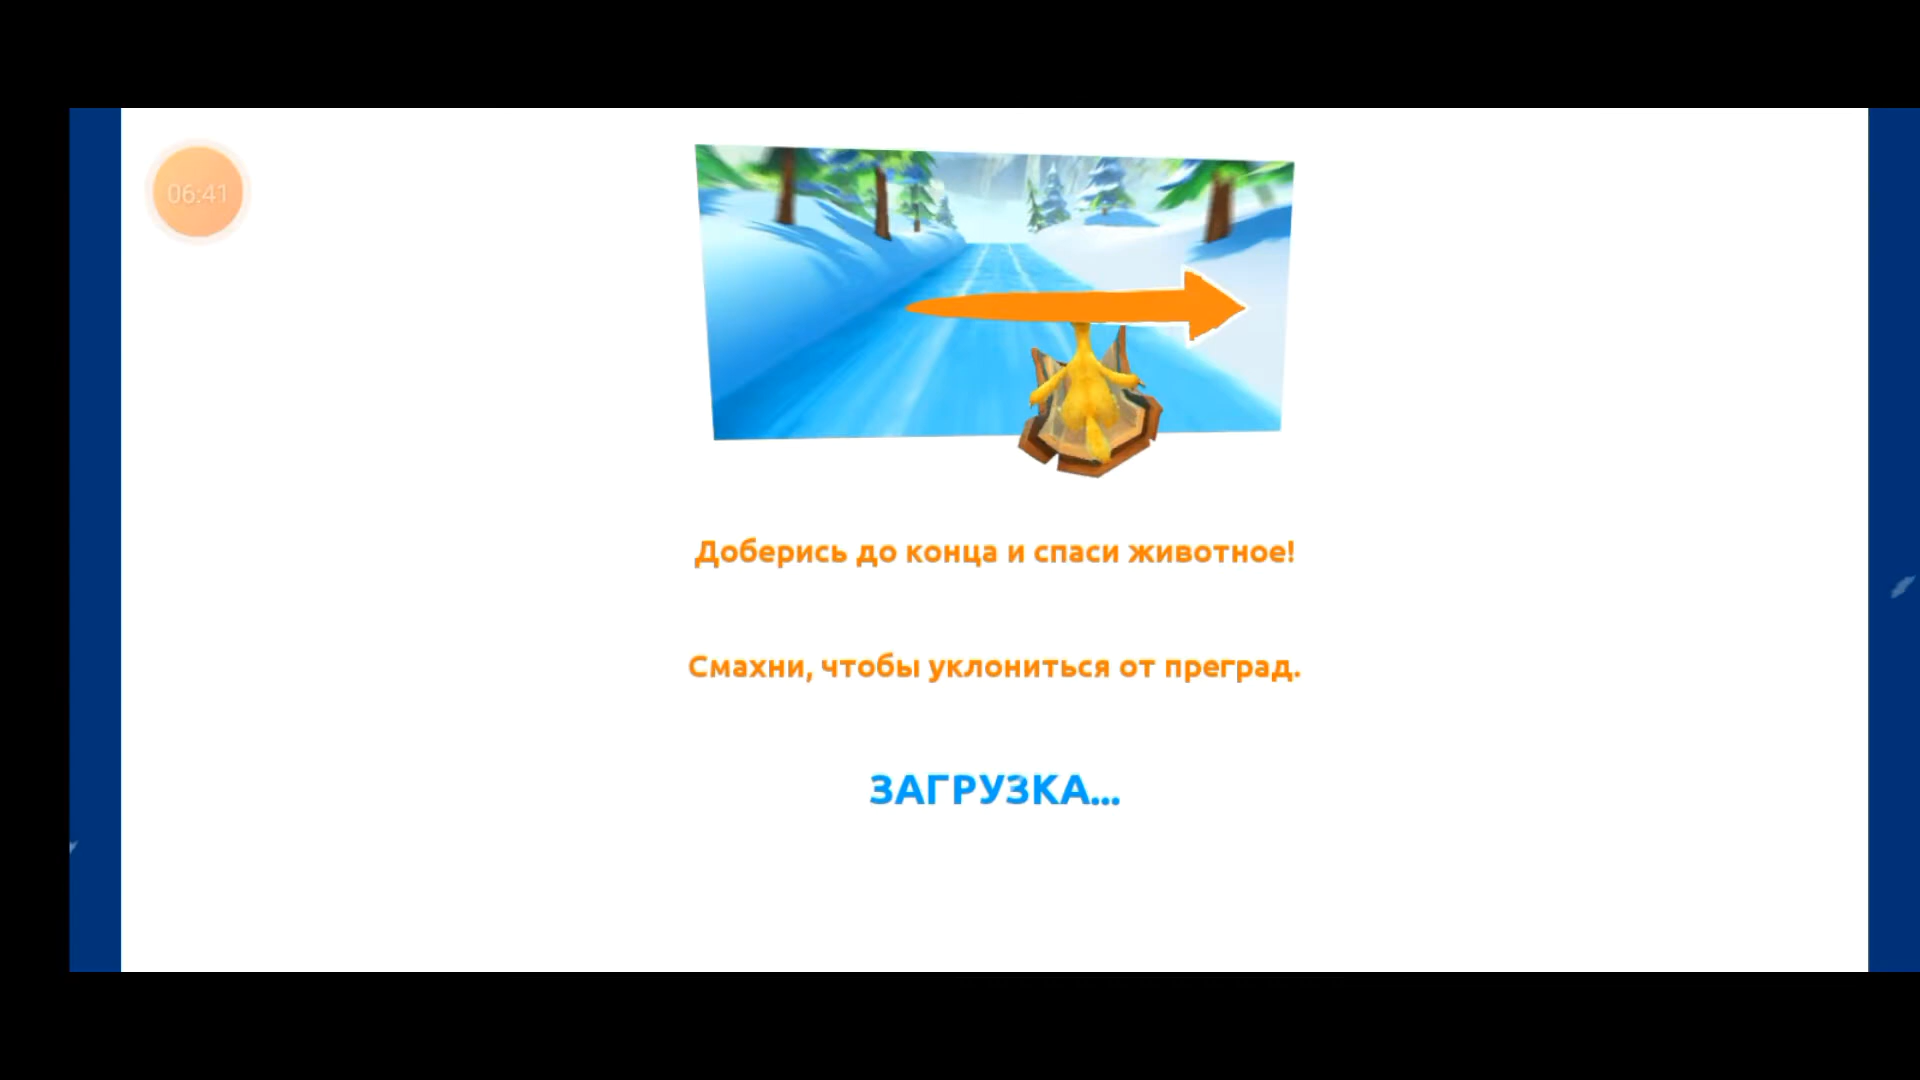 06:41
Доберись до конца и спаси животное!
Смахни, чтобы уклониться от преград.
ЗАГРУЗКА...